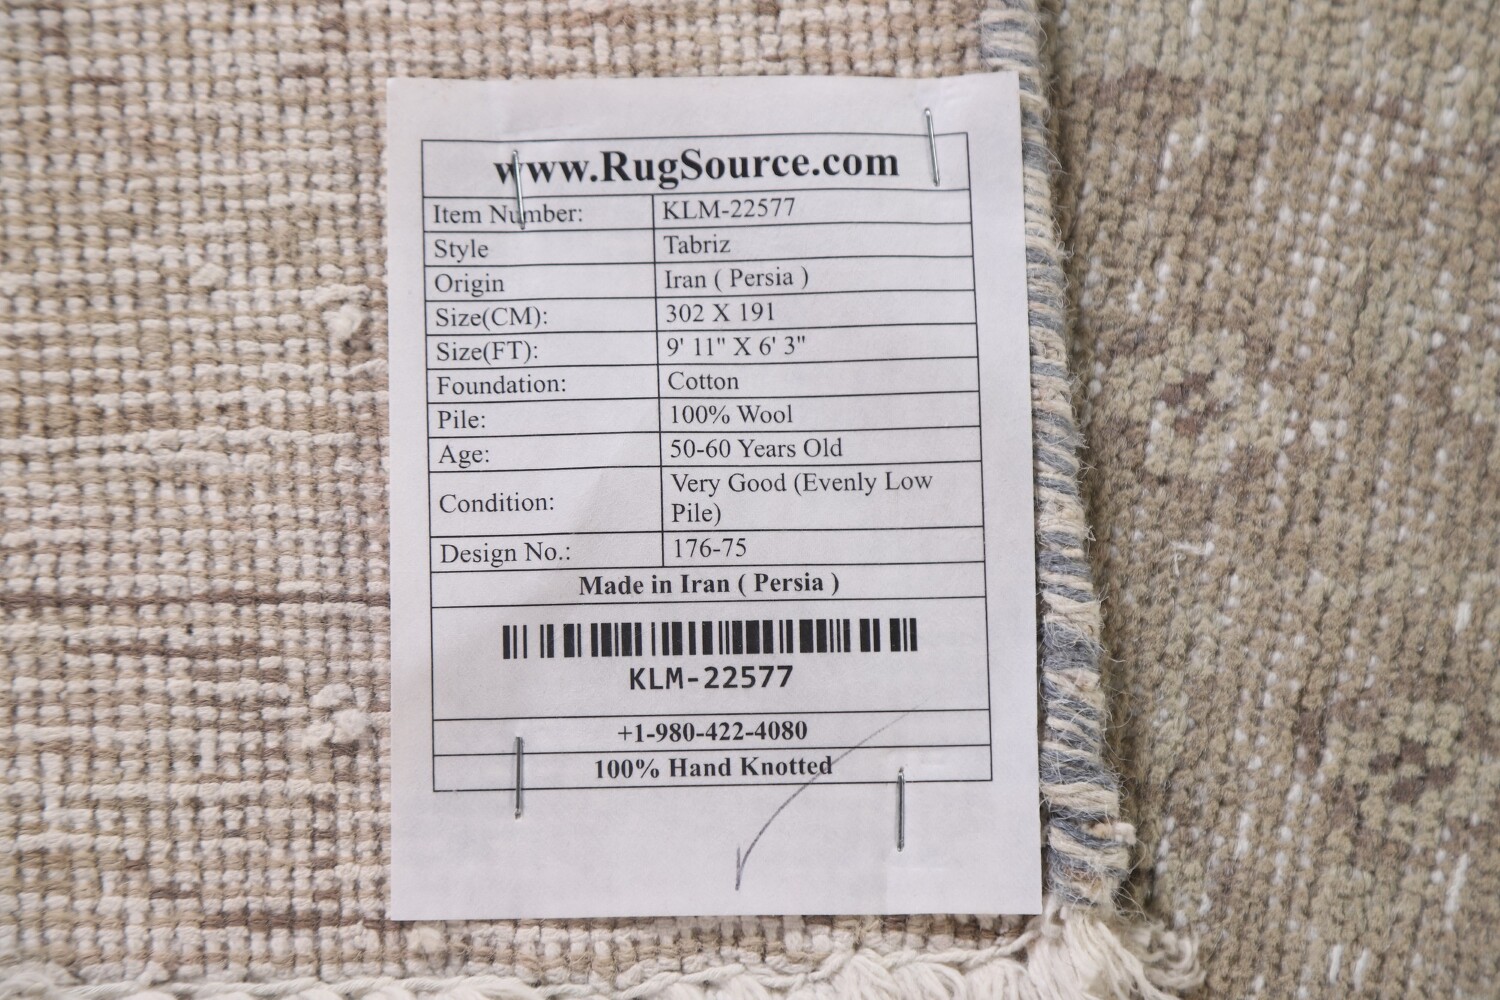 www.RugSource.com
Item Number: KLM-22577
Style Tabriz
Origin Iran ( Persia )
Size(CM): 302 X 191
Size(FT): 9' 11" X 6' 3"
Foundation: Cotton
Pile: 100% Wool
Age: 50-60 Years Old
Condition: Very Good (Evenly Low
Pile)
Design No.: 176-75
Made in Iran ( Persia )
KLM-22577
+1-980-422-4080
100% Hand Knotted